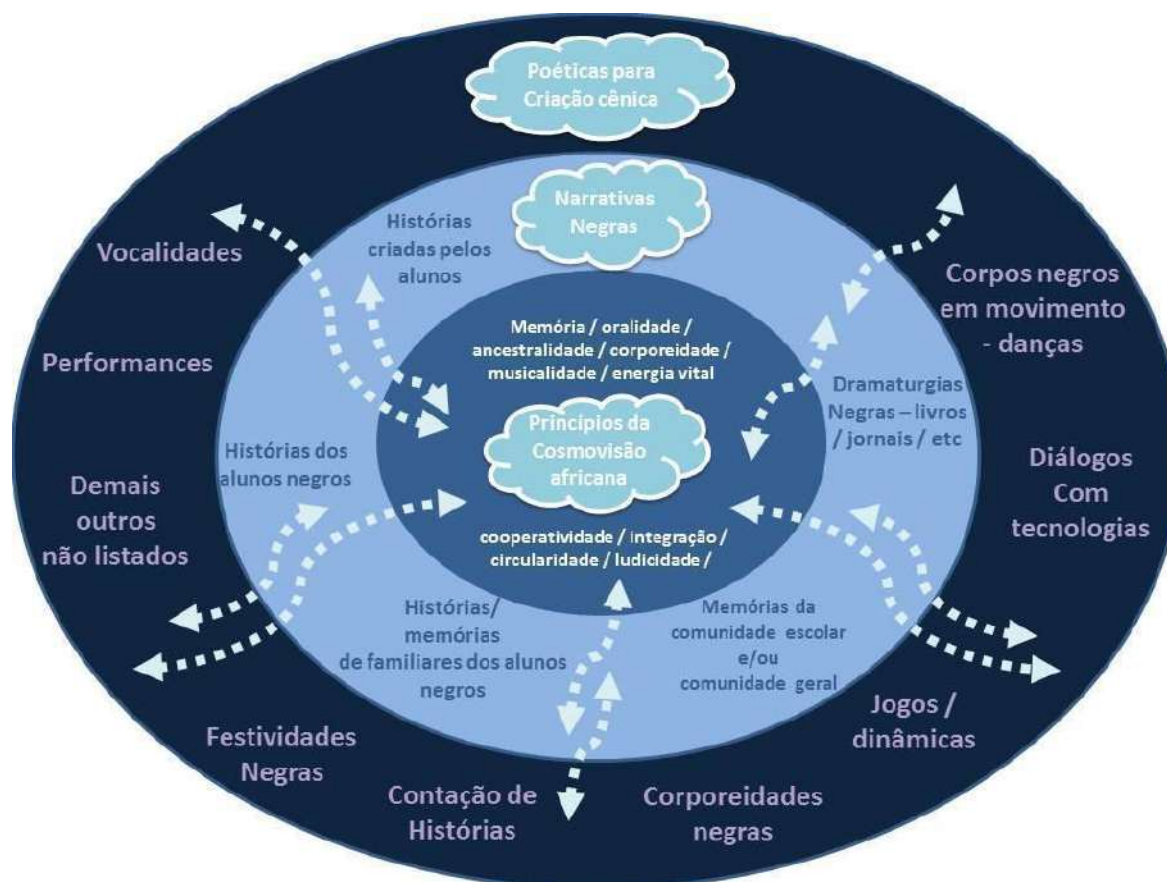 Poéticas para
Criação cênica
Narrativas
Negras
Histórias
criadas pelos
alunos
Vocalidades
Corpos negros
em movimento
- danças
Performances
Memória / oralidade /
ancestralidade / corporeidade /
musicalidade / energia vital
Dramaturgias
Negras – livros
/ jornais / etc
Princípios da
Cosmovisão
africana
Histórias dos
alunos negros
Demais
outros
não listados
Diálogos
Com
tecnologias
cooperatividade / integração /
circularidade / ludicidade /
Histórias/
memórias
de familiares dos alunos
negros
Memórias da
comunidade escolar
e/ou
comunidade geral
Jogos /
dinâmicas
Festividades
Negras
Contação de
Histórias
Corporeidades
negras